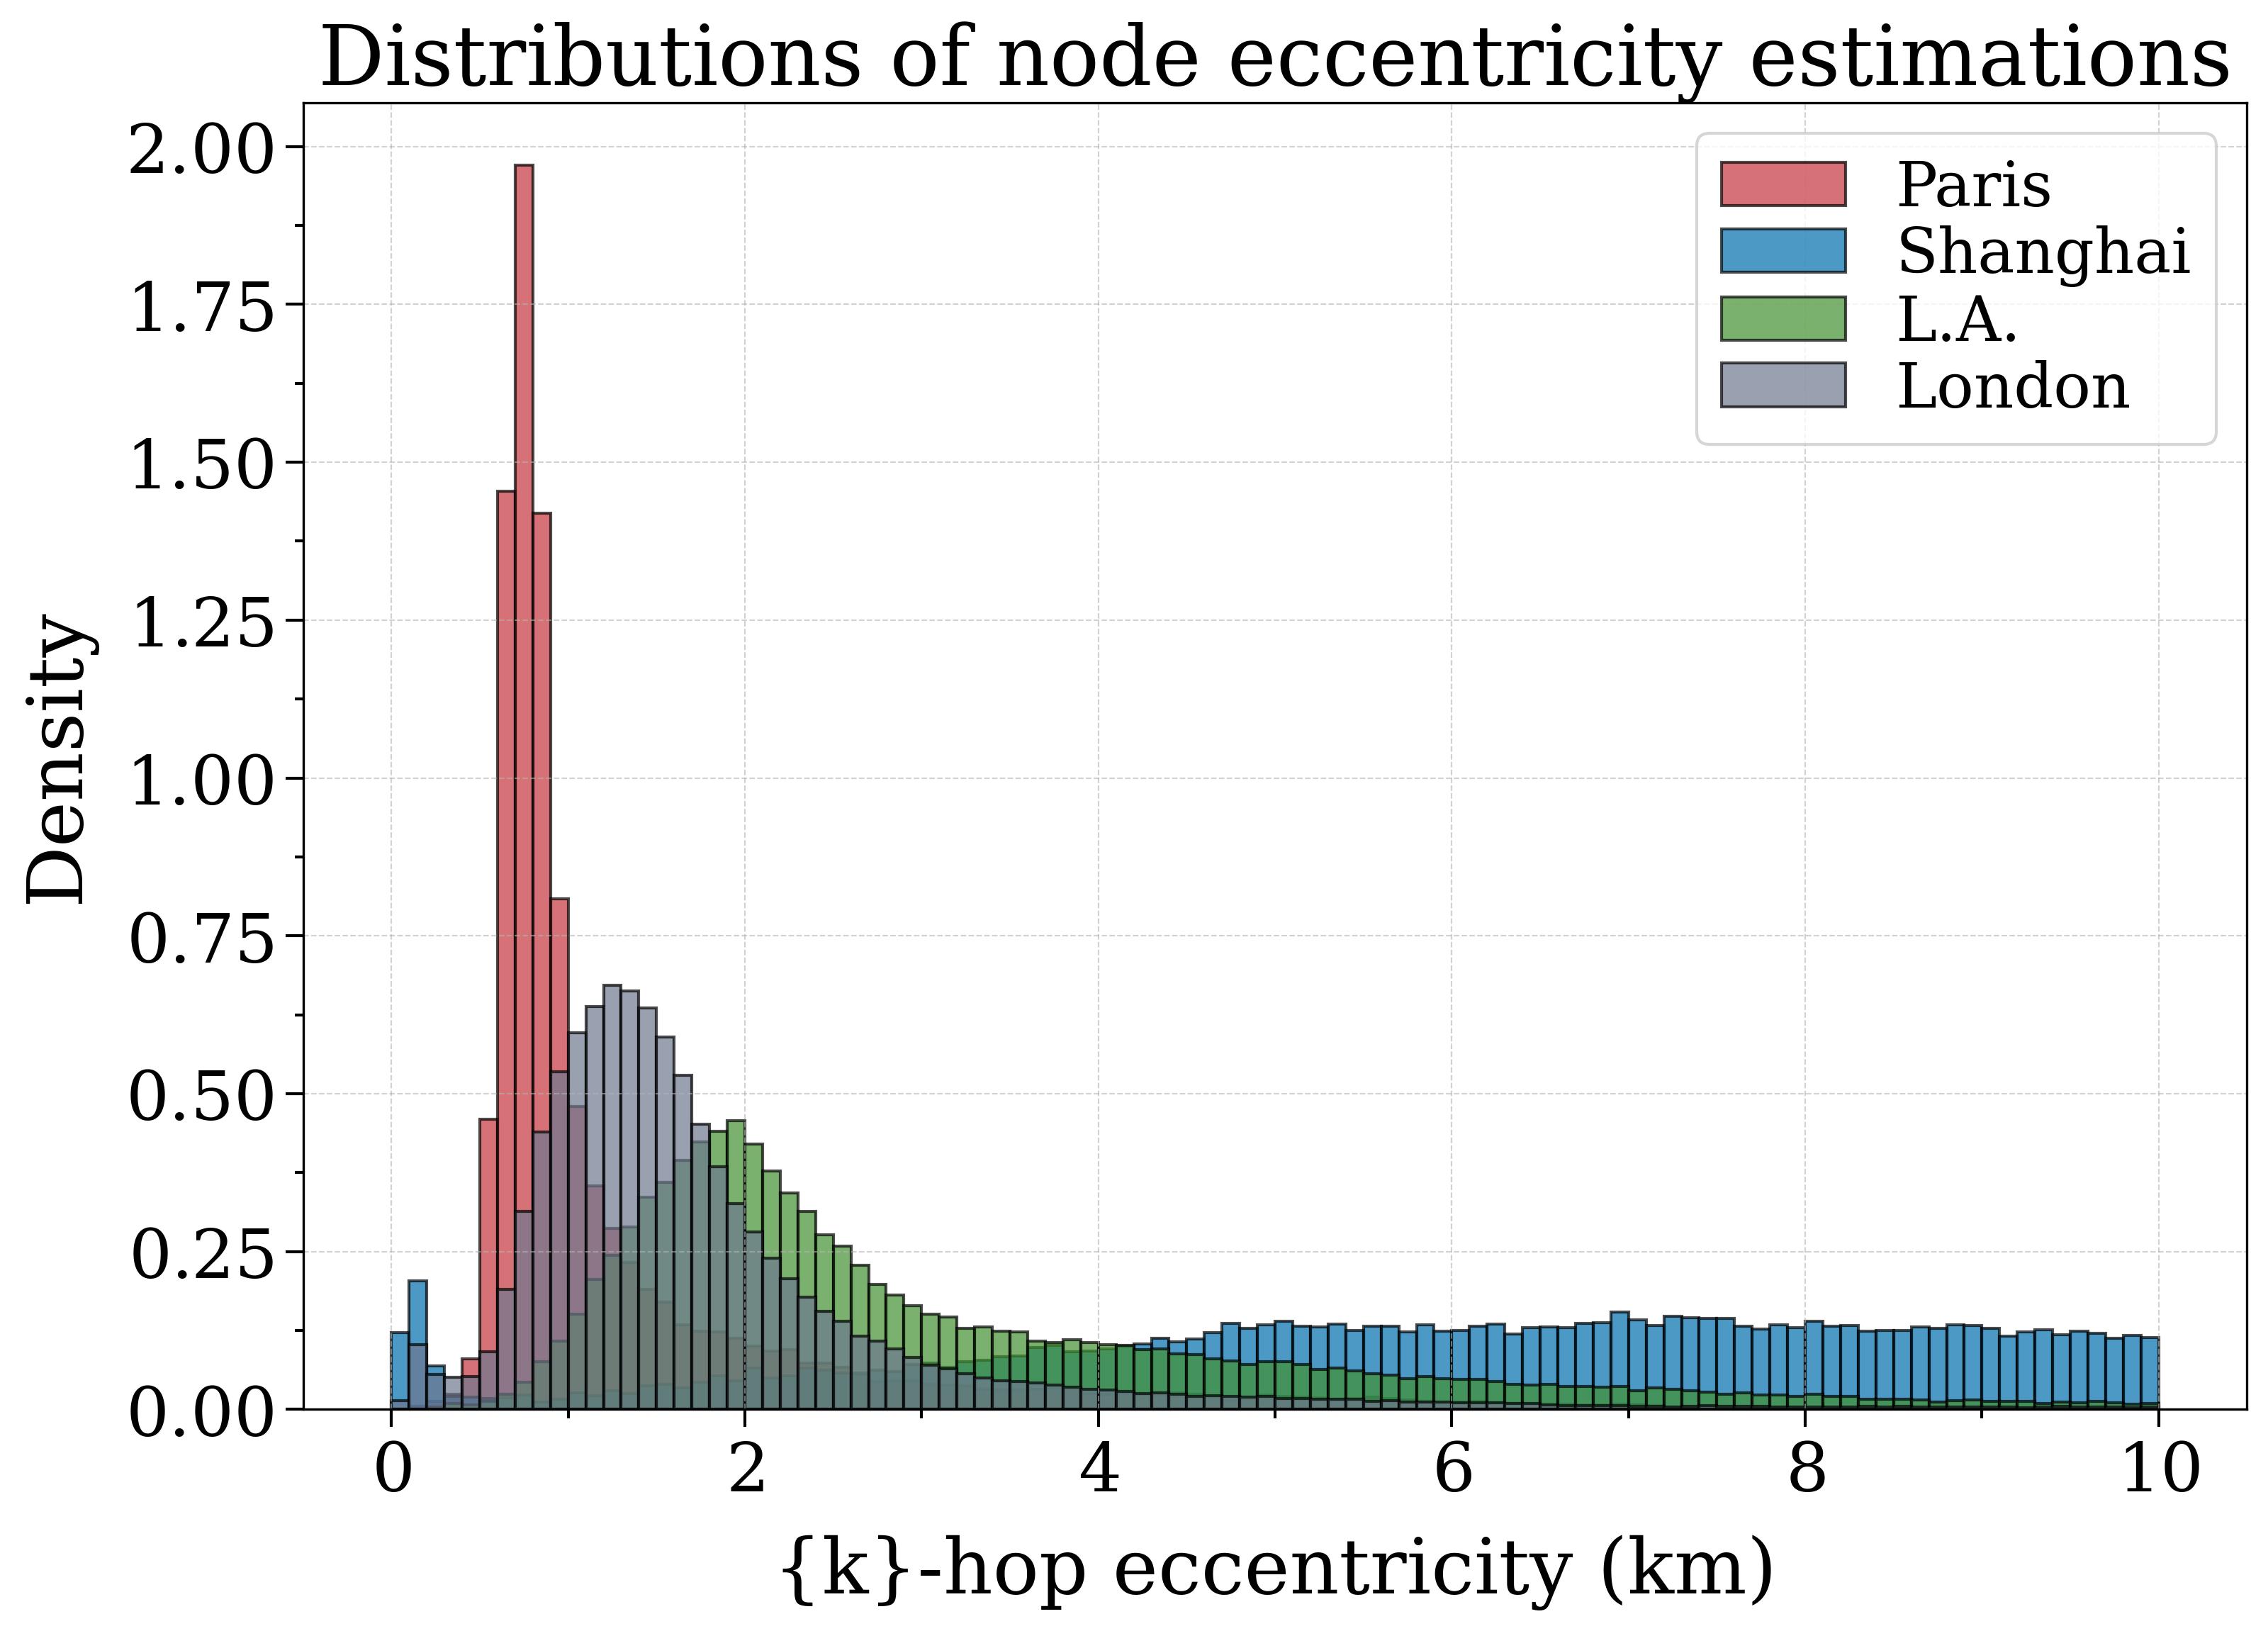 Distributions of node eccentricity estimations
Paris
Shanghai
L.A.
London
Density
2.00
1.75
1.50
1.25
1.00
0.75
0.50
0.25
0.00
0 2 4 6 8 10
{k}-hop eccentricity (km)